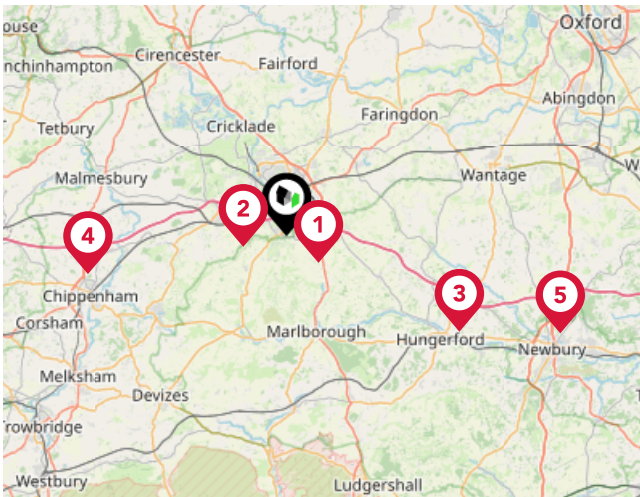 Oxford
ouse
Cirencester
nchinhampton
Fairford
Abingdon
Faringdon
Tetbury
Cricklade
W
Malmesbury
Wantage
2
1
4
3
5
Chippenham
Corsham
Marlborough
Hungerford
Newbury
Melksham
Devizes
Trowbridge
Westbury
Ludgershall